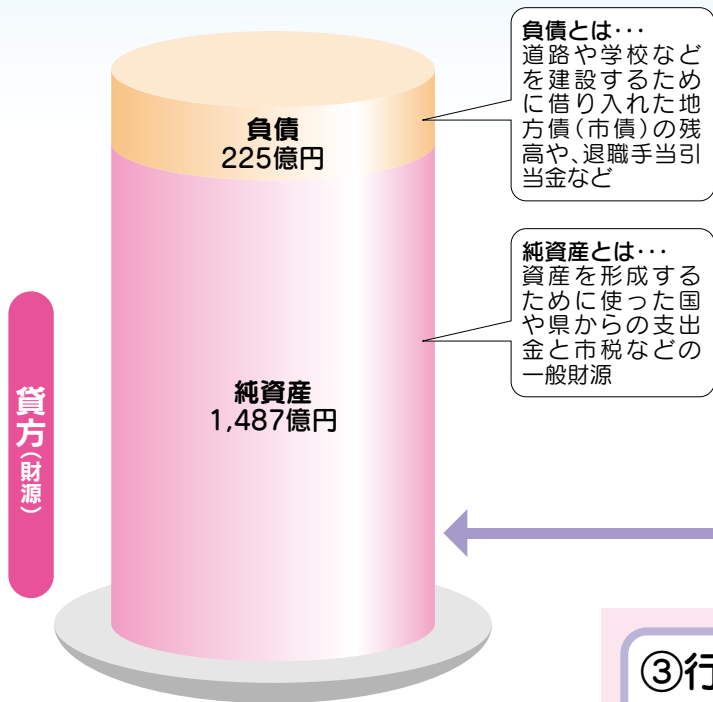 負債
225億円
負債とは･･･
道路や学校など
を建設するため
に借り入れた地
方債（市債）の残
高や、退職手当引
当金など
純資産とは･･･
資産を形成する
ために使った国
や県からの支出
金と市税などの
一般財源
純資産
1,487億円
貸方（財源）
③行